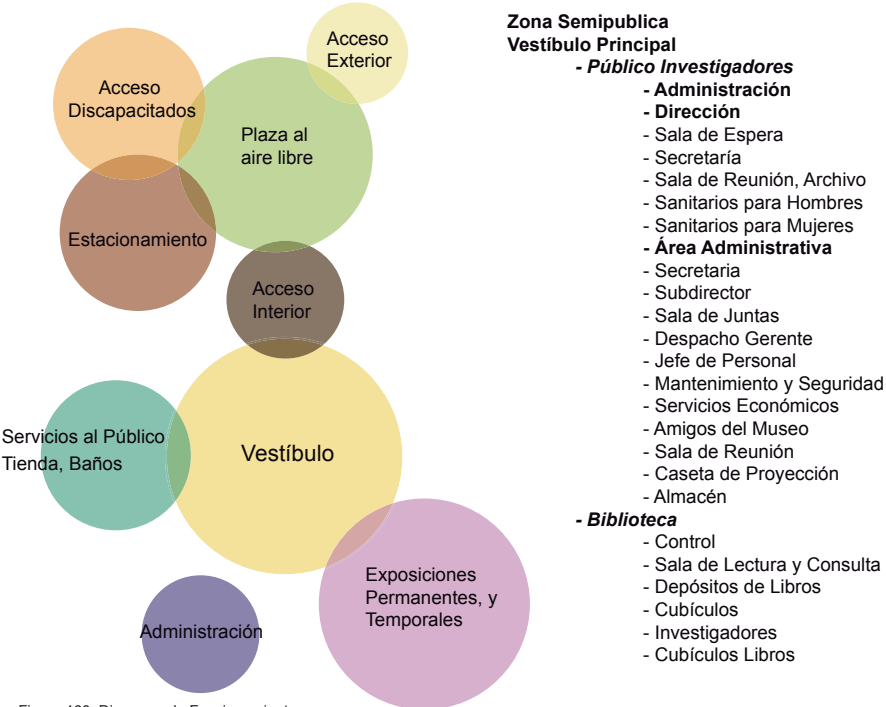 Acceso
Exterior
Acceso
Discapacitados
Plaza al
aire libre
Estacionamiento
Acceso
Interior
Servicios al Público
Tienda, Baños
Vestíbulo
Exposiciones
Permanentes, y
Temporales
Administración
Zona Semipublica
Vestíbulo Principal
- Público Investigadores
- Administración
- Dirección
- Sala de Espera
- Secretaría
- Sala de Reunión, Archivo
- Sanitarios para Hombres
- Sanitarios para Mujeres
- Área Administrativa
- Secretaria
- Subdirector
- Sala de Juntas
- Despacho Gerente
- Jefe de Personal
- Mantenimiento y Seguridad
- Servicios Económicos
- Amigos del Museo
- Sala de Reunión
- Caseta de Proyección
- Almacén
- Biblioteca
- Control
- Sala de Lectura y Consulta
- Depósitos de Libros
- Cubículos
- Investigadores
- Cubículos Libros